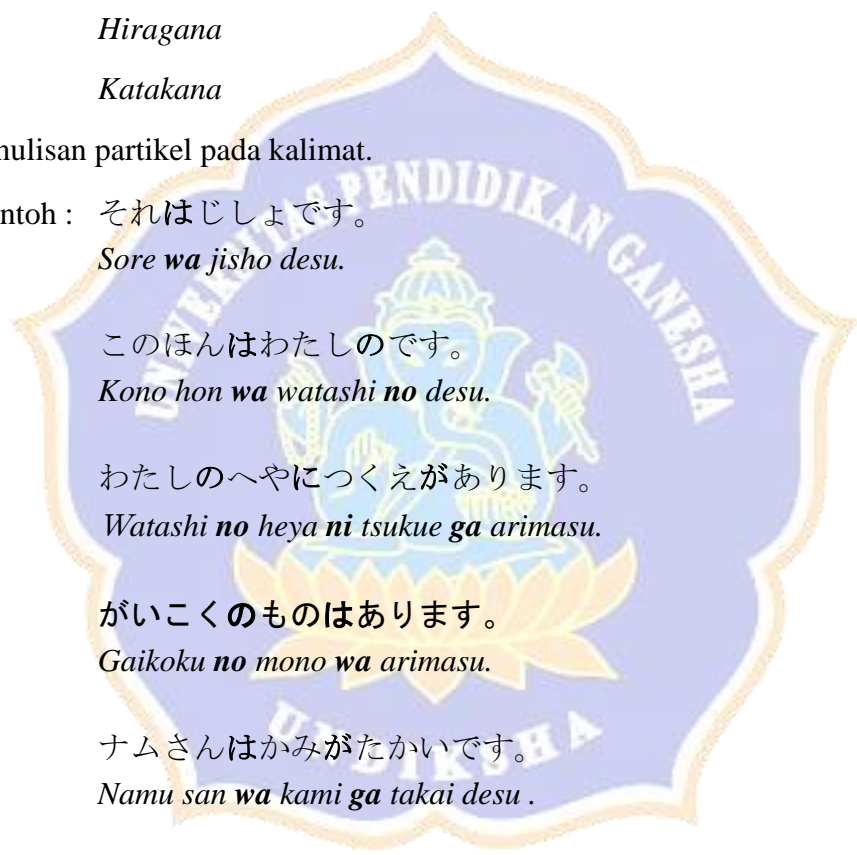 Hiragana
Katakana
nulisan partikel pada kalimat.
ntoh : それはじしょです。
Sore wa jisho desu.
このほんはわたしのです。
Kono hon wa watashi no desu.
わたしのへやにつくえがあります。
Watashi no heya ni tsukue ga arimasu.
がいこくのものはあります。
Gaikoku no mono wa arimasu.
ナムさんはかみがたかいです。
Namu san wa kami ga takai desu .
UNIVERSITAS PENDIDIKAN GANESHA
UNDIKSHA